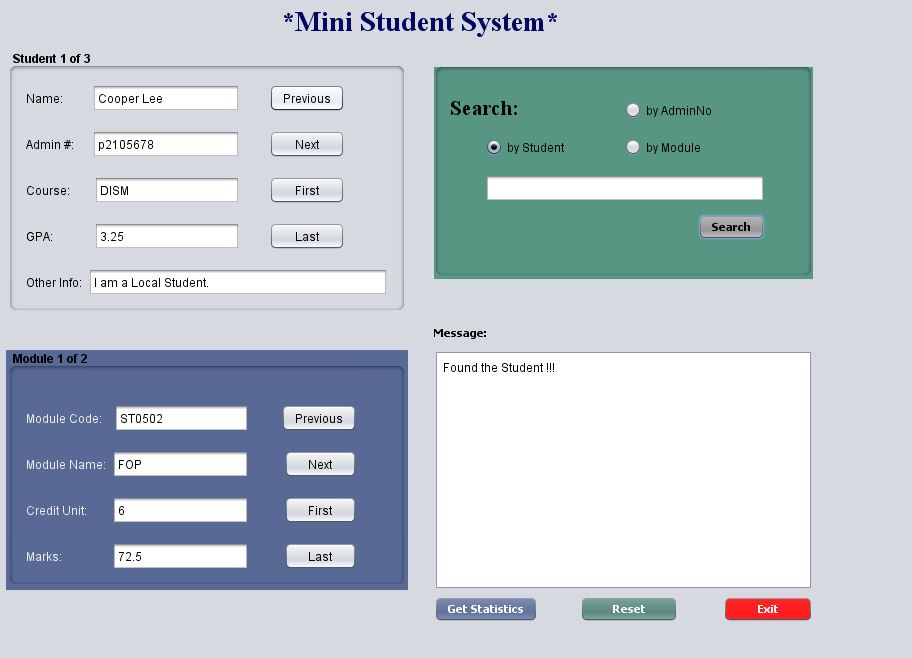 *Mini Student System*
Student 1 of 3
Name: Cooper Lee Previous
Admin #: p2105678 Next
Course: DISM First
GPA: 3.25 Last
Other Info: I am a Local Student.
Search:
by AdminNo
by Student
by Module
Search
Module 1 of 2
Module Code: ST0502 Previous
Module Name: FOP Next
Credit Unit: 6 First
Marks: 72.5 Last
Message:
Found the Student !!!
Get Statistics Reset Exit